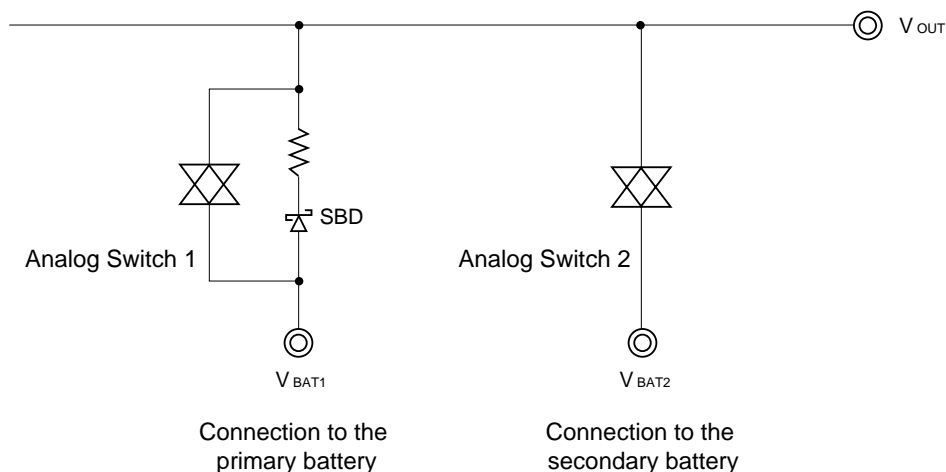 V OUT
SBD
Analog Switch 1
Analog Switch 2
V BAT1
V BAT2
Connection to the
primary battery
Connection to the
secondary battery